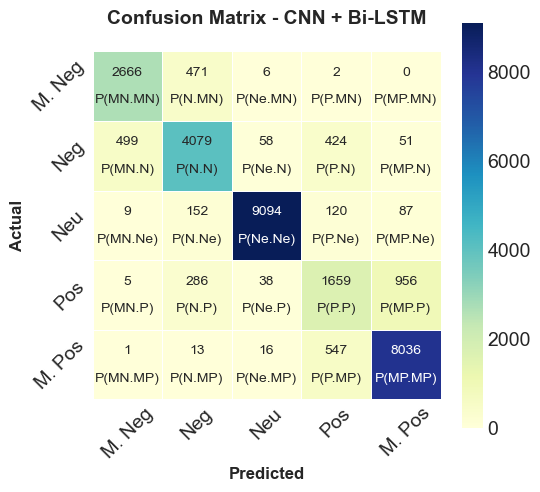 Confusion Matrix - CNN + Bi-LSTM
M. Neg
2666 471 6 2 0
P(MN.MN) P(N.MN) P(Ne.MN) P(P.MN) P(MP.MN)
Neg
499 4079 58 424 51
P(MN.N) P(N.N) P(Ne.N) P(P.N) P(MP.N)
Neu
9 152 9094 120 87
P(MN.Ne) P(N.Ne) P(Ne.Ne) P(P.Ne) P(MP.Ne)
Pos
5 286 38 1659 956
P(MN.P) P(N.P) P(Ne.P) P(P.P) P(MP.P)
M. Pos
1 13 16 547 8036
P(MN.MP) P(N.MP) P(Ne.MP) P(P.MP) P(MP.MP)
Actual
M. Neg Neg Neu Pos M. Pos
Predicted
8000
6000
4000
2000
0